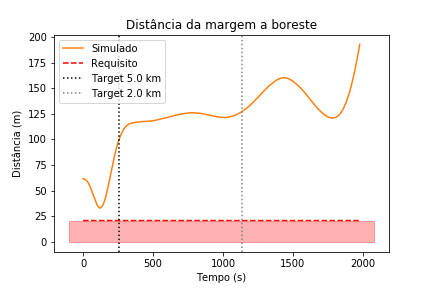 Distância da margem a boreste
Simulado
Requisito
Target 5.0 km
Target 2.0 km
Distância (m)
200
175
150
125
100
75
50
25
0
0
500
1000
1500
2000
Tempo (s)